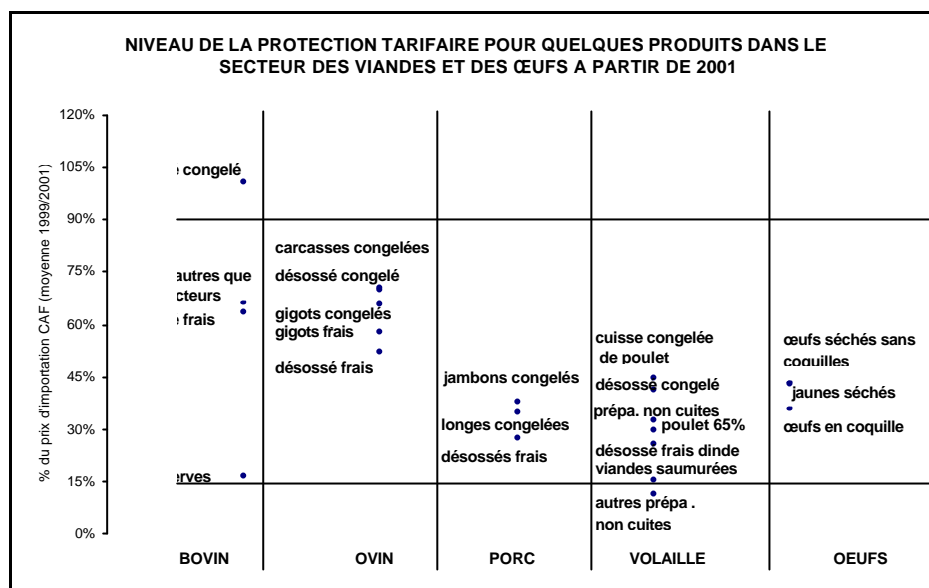 NIVEAU DE LA PROTECTION TARIFAIRE POUR QUELQUES PRODUITS DANS LE
SECTEUR DES VIANDES ET DES ŒUFS A PARTIR DE 2001
% du prix d'importation CAF (moyenne 1999/2001)
120%
105%
90%
75%
60%
45%
30%
15%
0%
congelé
autres que
cteurs
frais
erves
carcasses congelées
désossé congelé
gigots congelés
gigots frais
désossé frais
jambons congelés
longes congelées
désossés frais
cuisse congelée
de poulet
désossé congelé
prépa. non cuites
poulet 65%
désossé frais dinde
viandes saumurées
autres prépa .
non cuites
œufs séchés sans
coquilles
jaunes séchés
œufs en coquille
BOVIN
OVIN
PORC
VOLAILLE
OEUFS